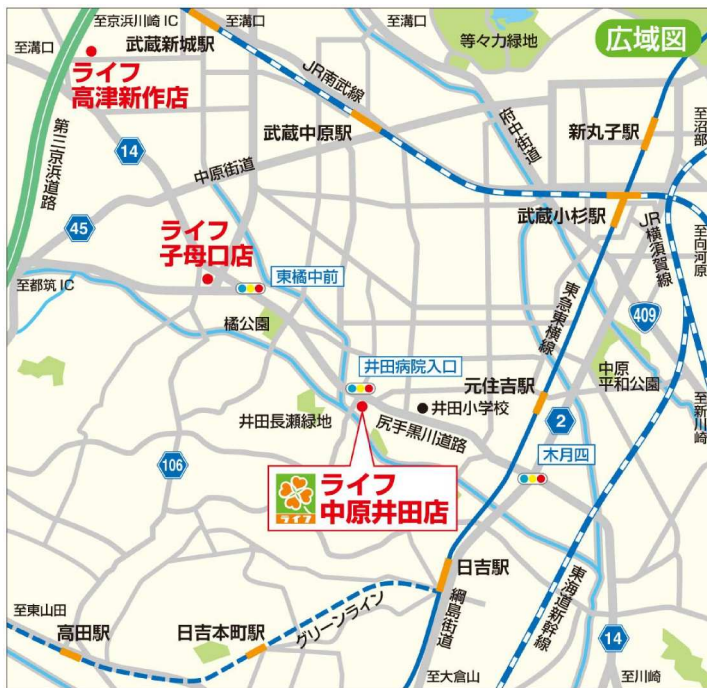 至京浜川崎IC
至溝口
至溝口
至溝口
武蔵新城駅
等々力緑地
広域図
ライフ
高津新作店
JR南武線
第三京浜道路
14
武蔵中原駅
府中街道
新丸子駅
至沼部
中原街道
45
武蔵小杉駅
JR横須賀線
至向河原
ライフ
子母口店
至都筑IC
東橘中前
409
橘公園
東急東横線
井田病院入口
中原
平和公園
元住吉駅
至新川崎
井田長瀬緑地
井田小学校
尻手黒川道路
2
106
木月四
ライフ
ライフ
中原井田店
日吉駅
東海道新幹線
綱島街道
至東山田
グリーンライン
高田駅
日吉本町駅
14
至大倉山
至川崎